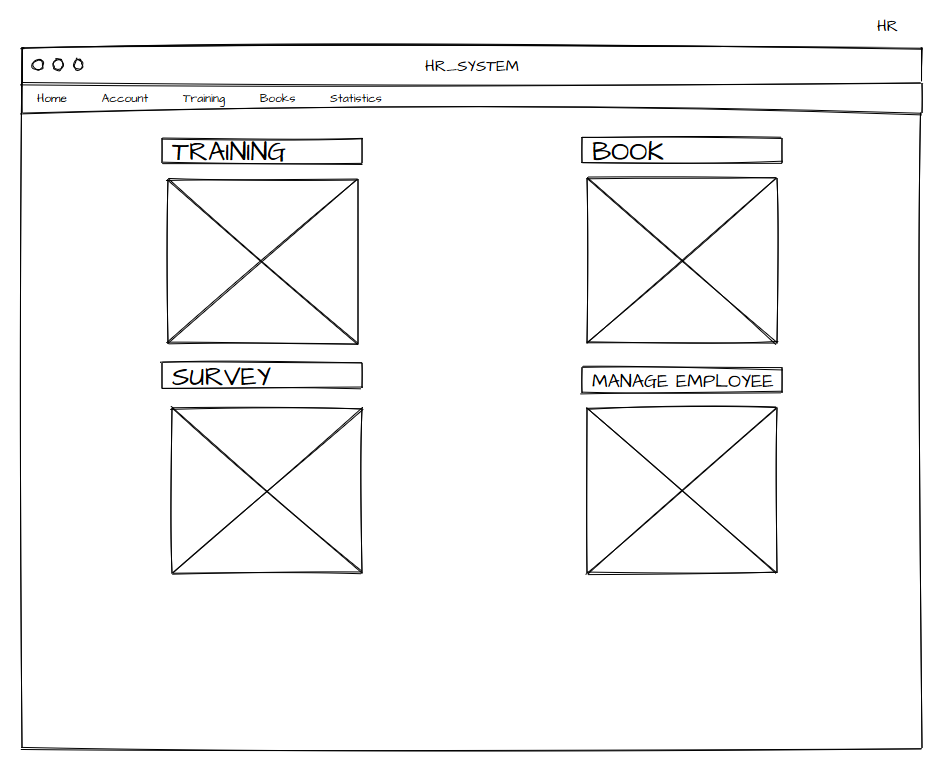 HR
HR_SYSTEM
Home Account Training Books Statistics
TRAINING
BOOK
SURVEY
MANAGE EMPLOYEE